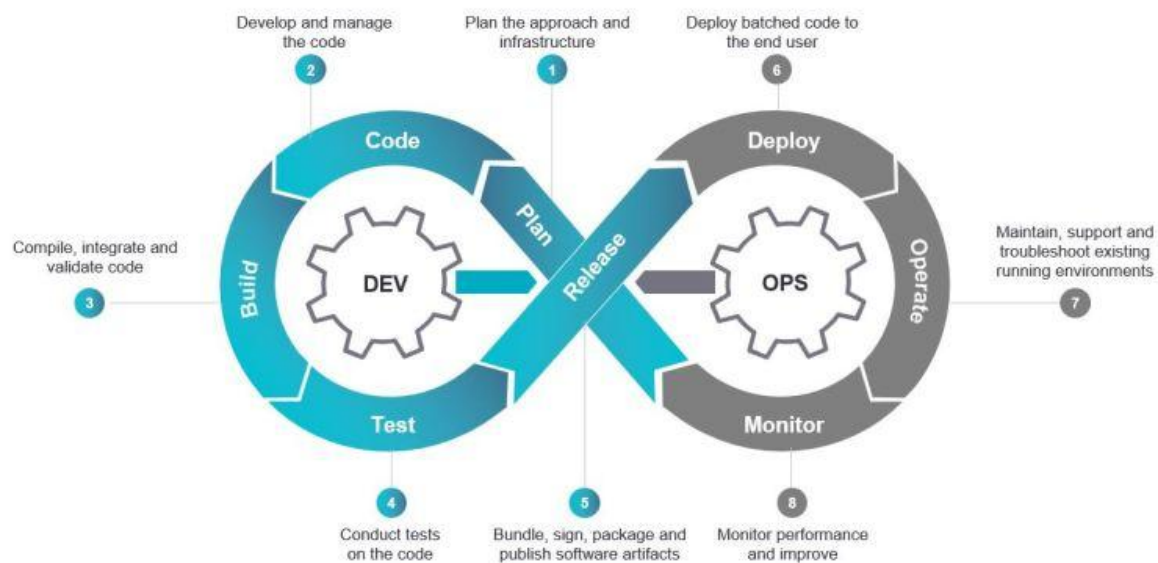 Develop and manage
the code
Plan the approach and
infrastructure
Deploy batched code to
the end user
2
1
6
Code
Deploy
Plan
Release
Build
DEV
OPS
Operate
Compile, integrate and
validate code
3
Maintain, support and
troubleshoot existing
running environments
7
Test
Monitor
4
5
8
Conduct tests
on the code
Bundle, sign, package and
publish software artifacts
Monitor performance
and improve